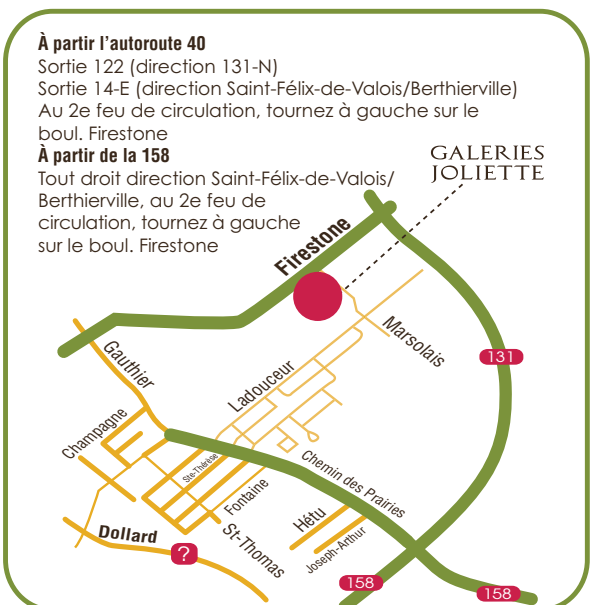 À partir l'autoroute 40
Sortie 122 (direction 131-N)
Sortie 14-E (direction Saint-Félix-de-Valois/Berthierville)
Au 2e feu de circulation, tournez à gauche sur le
boul. Firestone
À partir de la 158
Tout droit direction Saint-Félix-de-Valois/
Berthierville, au 2e feu de
circulation, tournez à gauche
sur le boul. Firestone
GALERIES
JOLIETTE
Firestone
Marsolais
131
Gauthier
Ladouceur
Champagne
Ste-Thérèse
Chemin des Prairies
Fontaine
Hétu
Dollard
St-Thomas
Joseph-Arthur
?
158
158